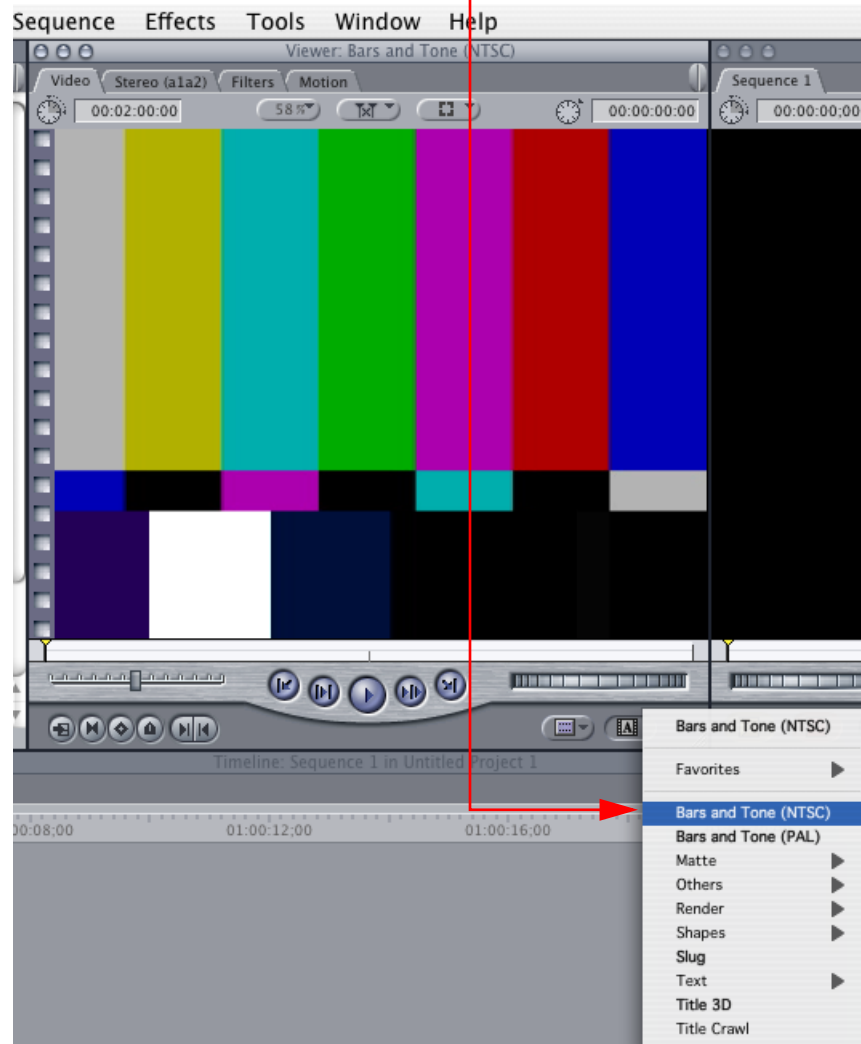 Sequence Effects Tools Window Help
Viewer: Bars and Tone (NTSC)
Video Stereo (a1a2) Filters Motion
Sequence 1
00:02:00:00 58% 00:00:00:00
00:00:00;00
A
Timeline: Sequence 1 in Untitled Project 1
00:08;00 01:00:12;00 01:00:16;00
Bars and Tone (NTSC)
Favorites
Bars and Tone (NTSC)
Bars and Tone (PAL)
Matte
Others
Render
Shapes
Slug
Text
Title 3D
Title Crawl